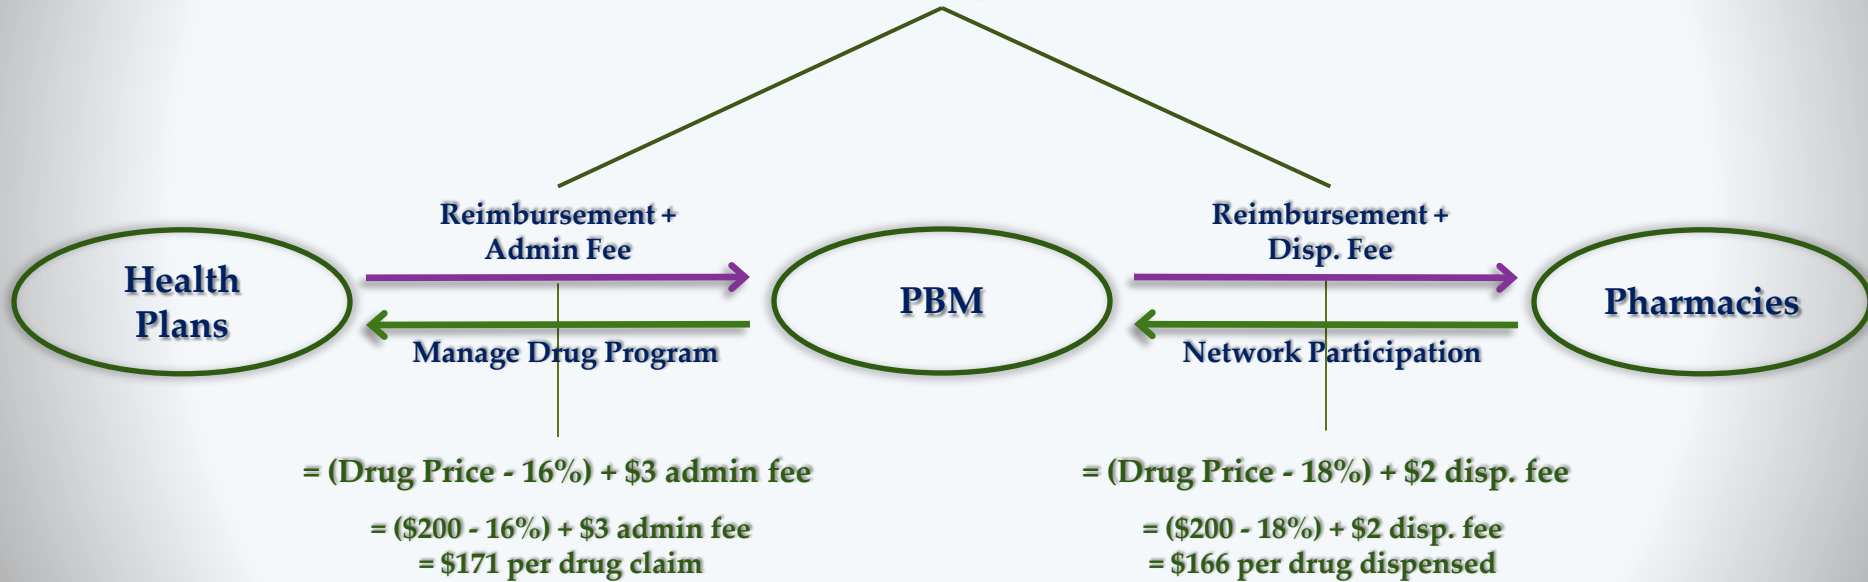 Reimbursement +
Admin Fee
Reimbursement +
Disp. Fee
Health
Plans
PBM
Pharmacies
Manage Drug Program
Network Participation
= (Drug Price - 16%) + $3 admin fee
= ($200 - 16%) + $3 admin fee
= $171 per drug claim
= (Drug Price - 18%) + $2 disp. fee
= ($200 - 18%) + $2 disp. fee
= $166 per drug dispensed